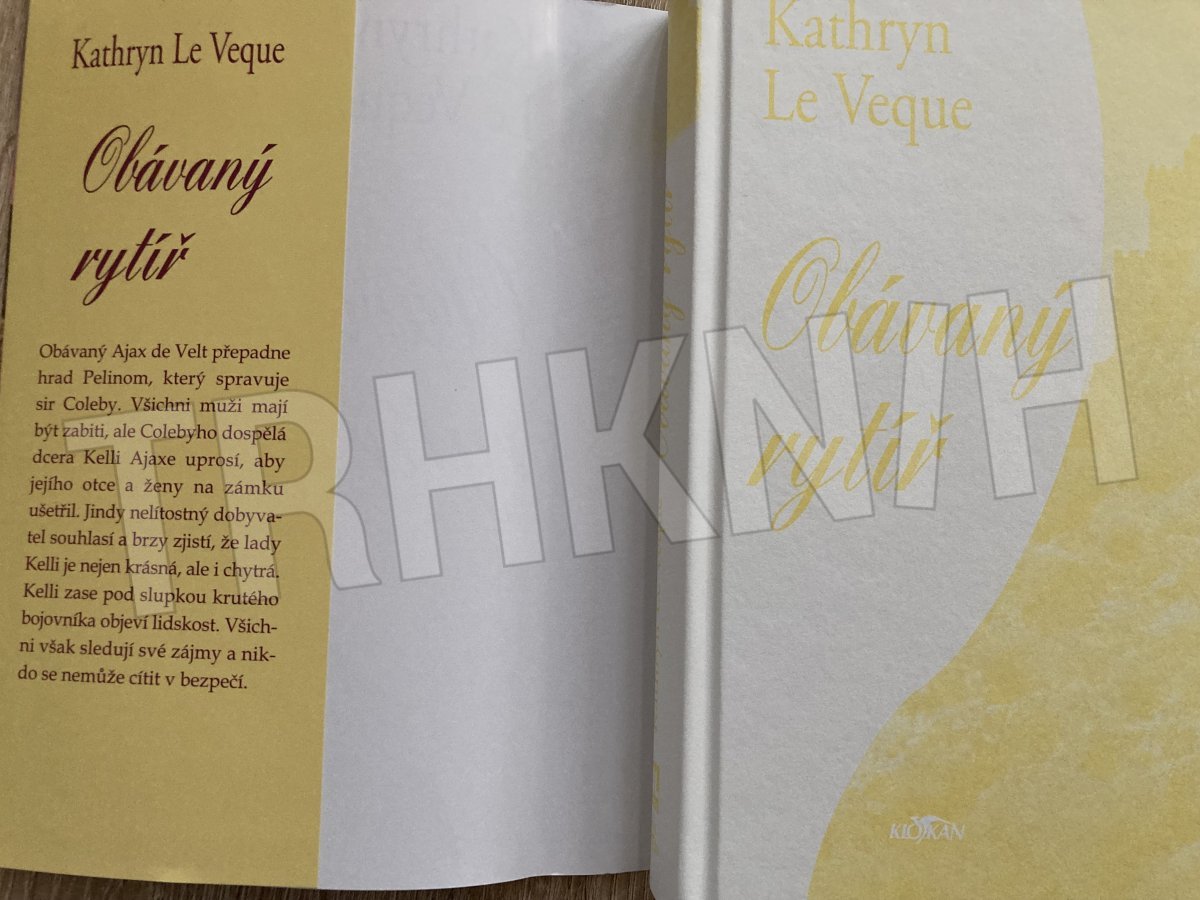 Kathryn Le Veque
Obávaný
rytíř
Obávaný Ajax de Velt přepadne
hrad Pelinom, který spravuje
sir Coleby. Všichni muži mají
být zabiti, ale Colebyho dospělá
dcera Kelli Ajaxe uprosí, aby
jejího otce a ženy na zámku
ušetřil. Jindy nelítostný dobyva-
tel souhlasí a brzy zjistí, že lady
Kelli je nejen krásná, ale i chytrá.
Kelli zase pod slupkou krutého
bojovníka objeví lidskost. Všich-
ni však sledují své zájmy a nik-
do se nemůže cítit v bezpečí.
Kathryn
Le Veque
Obávaný
rytíř
KLOKAN
Obávaný rytíř
TRHKNIH